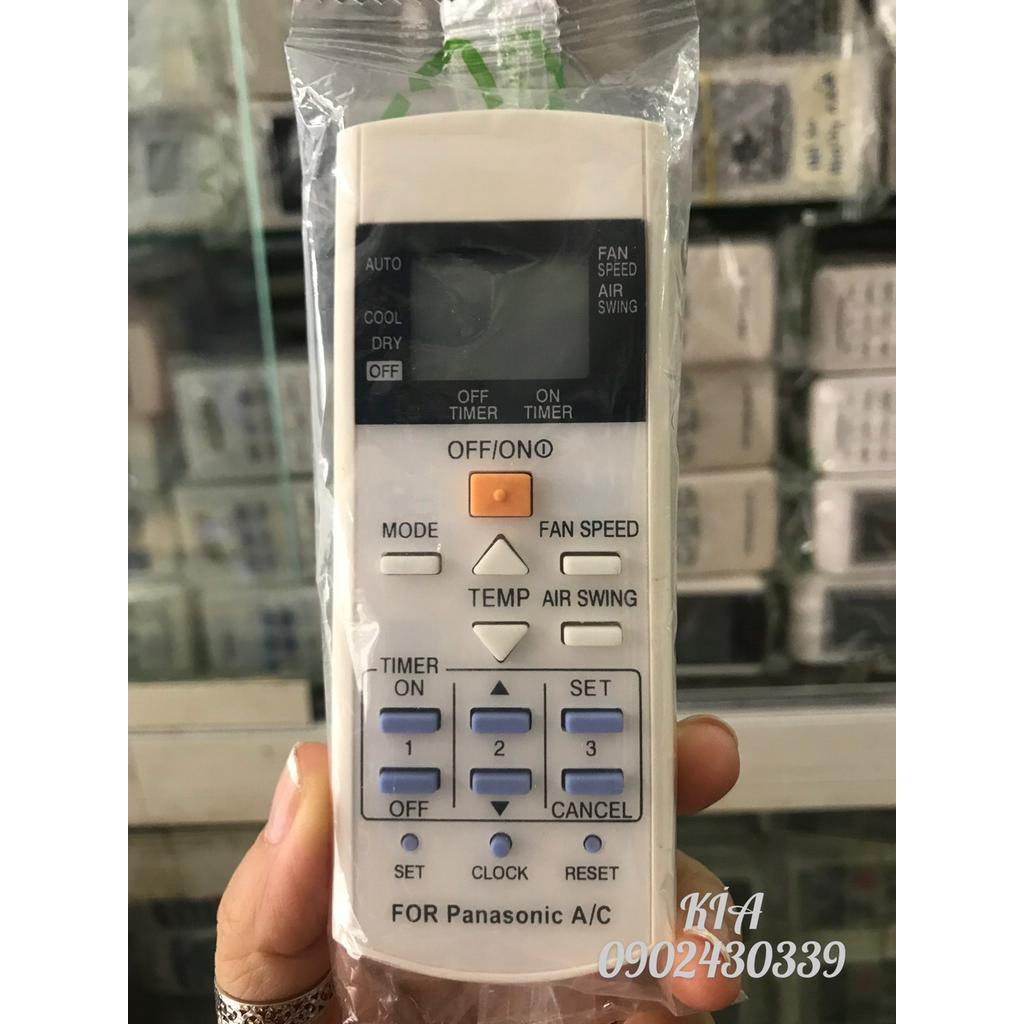 AUTO
FAN
SPEED
AIR
SWING
COOL
DRY
OFF
OFF
TIMER
ON
TIMER
OFF/ON
MODE
FAN SPEED
TEMP
AIR SWING
TIMER
ON
▲
SET
1
2
3
OFF
▼
CANCEL
SET
CLOCK
RESET
FOR Panasonic A/C
KİA
0902430339